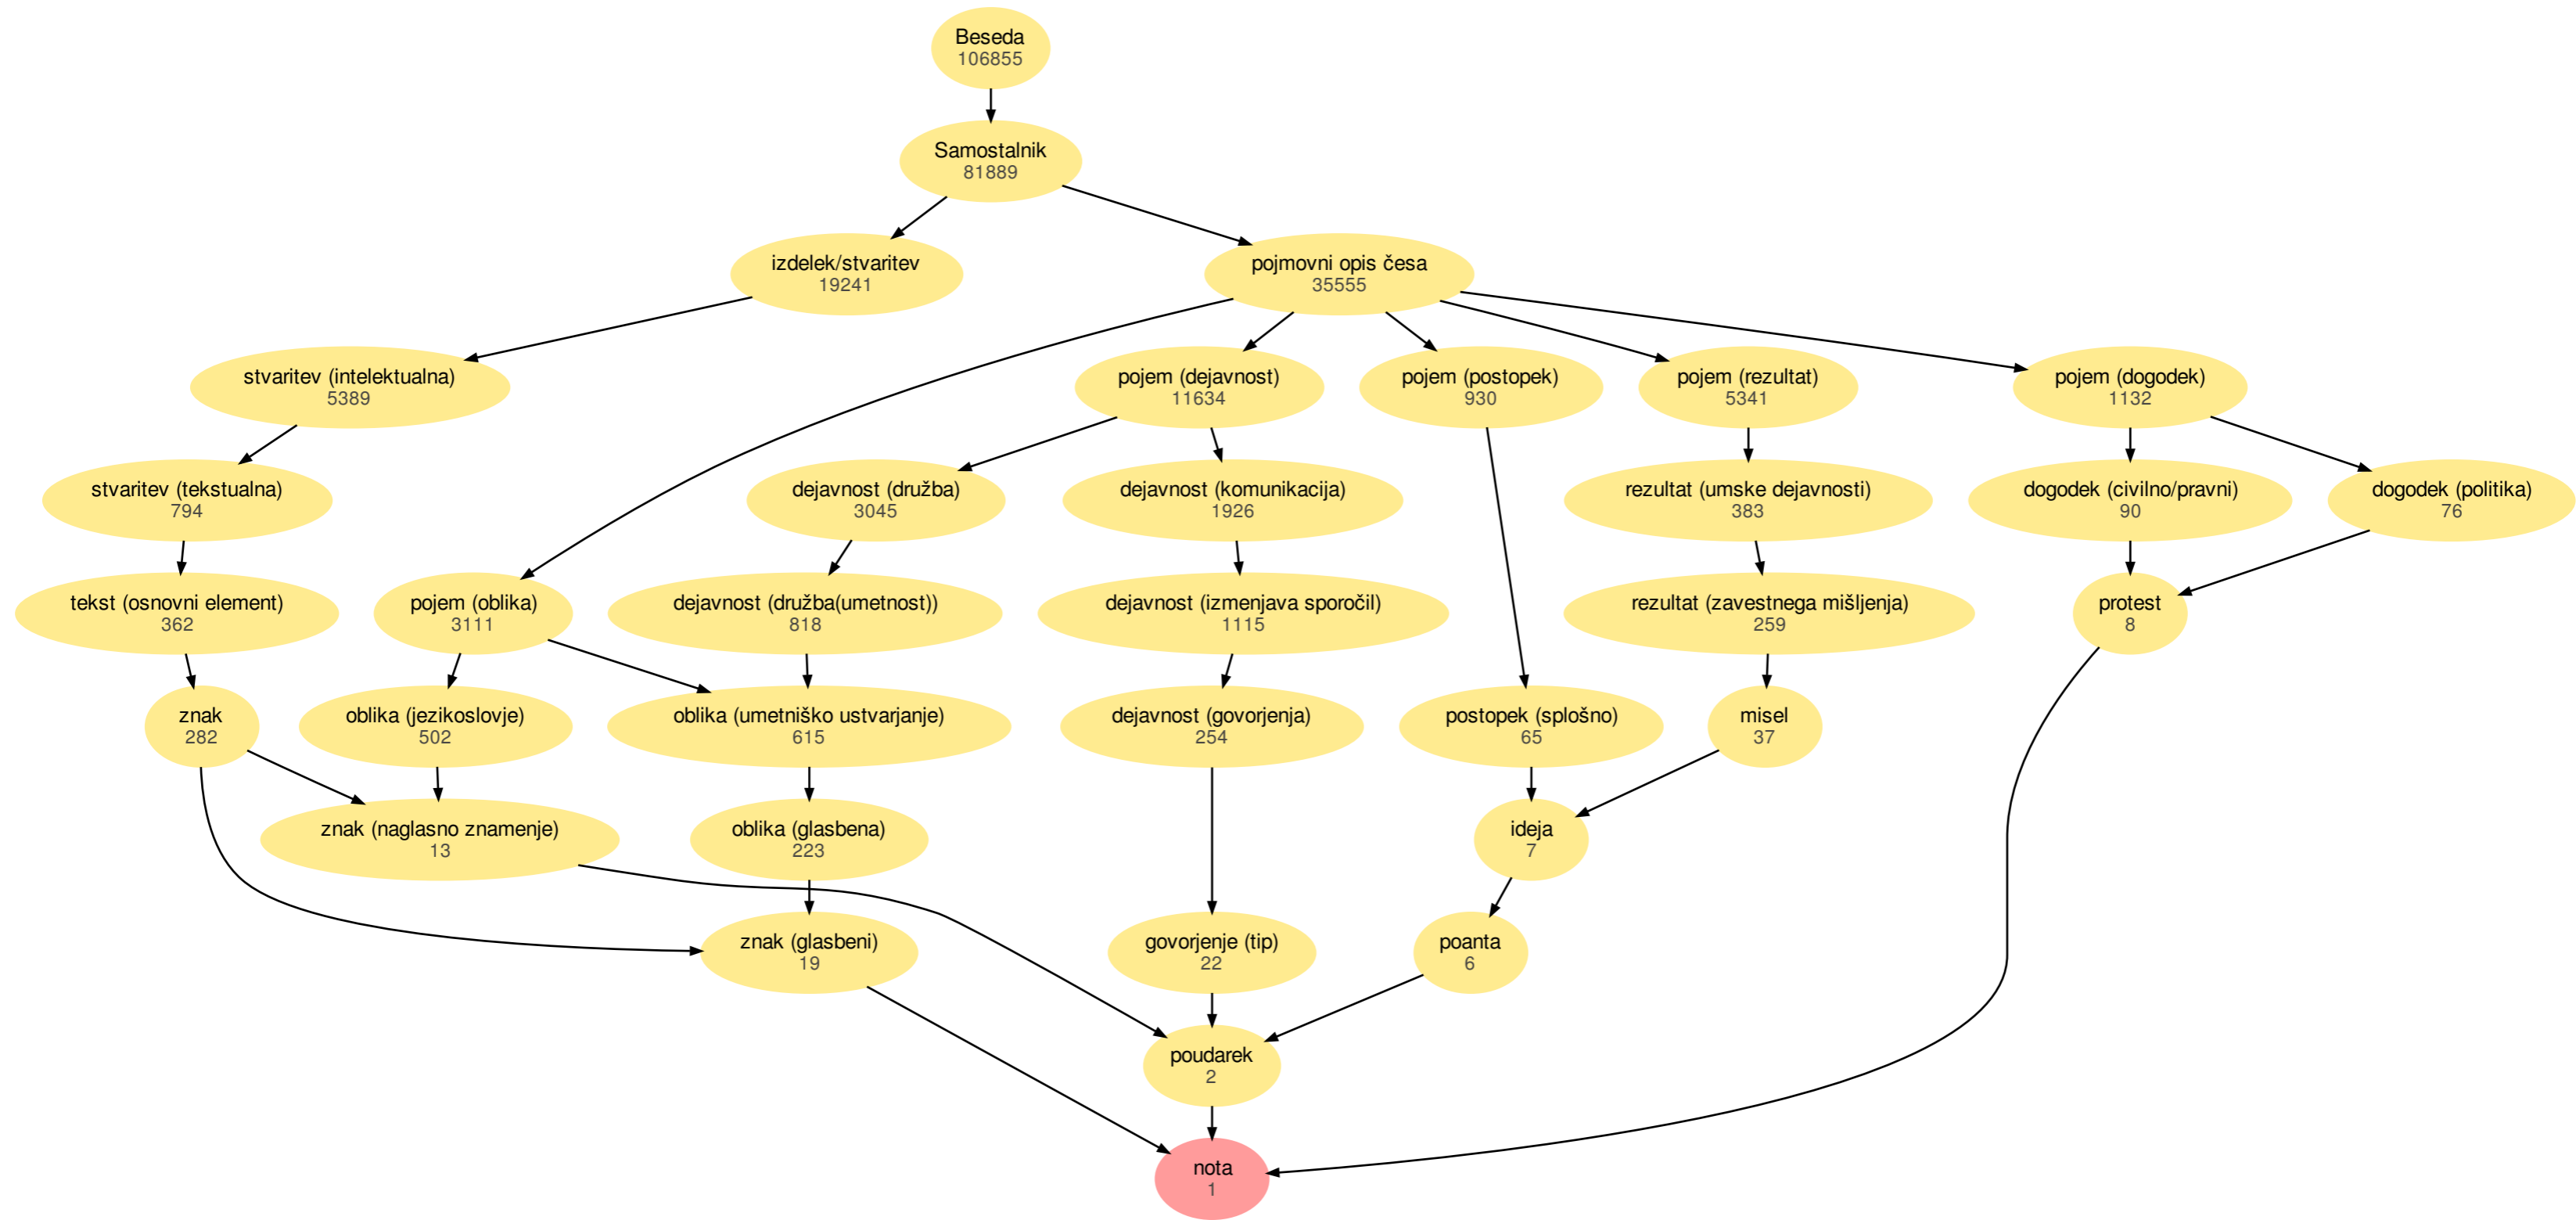 Beseda
106855
Samostalnik
81889
izdelek/stvaritev
19241
pojmovni opis česa
35555
stvaritev (intelektualna)
5389
pojem (dejavnost)
11634
pojem (postopek)
930
pojem (rezultat)
5341
pojem (dogodek)
1132
stvaritev (tekstualna)
794
dejavnost (družba)
3045
dejavnost (komunikacija)
1926
rezultat (umske dejavnosti)
383
dogodek (civilno/pravni)
90
dogodek (politika)
76
tekst (osnovni element)
362
pojem (oblika)
3111
dejavnost (družba(umetnost))
818
dejavnost (izmenjava sporočil)
1115
rezultat (zavestnega mišljenja)
259
protest
8
znak
282
oblika (jezikoslovje)
502
oblika (umetniško ustvarjanje)
615
dejavnost (govorjenja)
254
postopek (splošno)
65
misel
37
znak (naglasno znamenje)
13
oblika (glasbena)
223
ideja
7
znak (glasbeni)
19
govorjenje (tip)
22
poanta
6
poudarek
2
nota
1